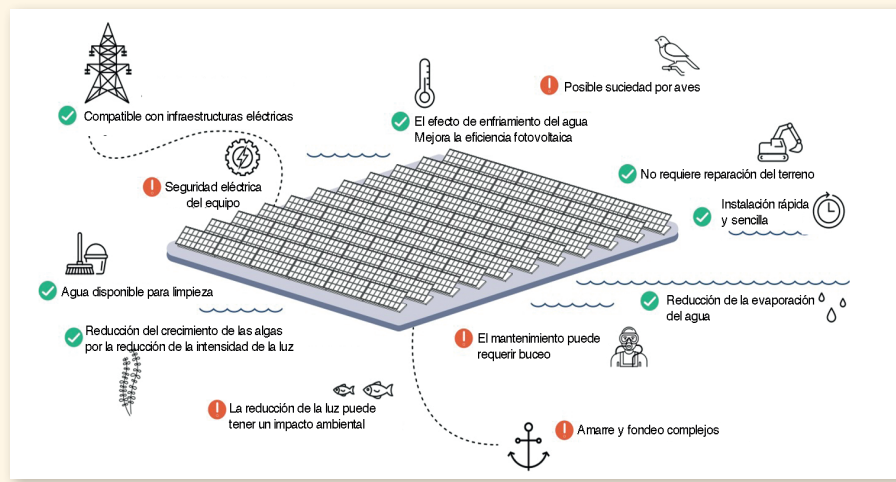 Posible suciedad por aves
Compatible con infraestructuras eléctricas
El efecto de enfriamiento del agua
Mejora la eficiencia fotovoltaica
No requiere reparación del terreno
Seguridad eléctrica
del equipo
Instalación rápida
y sencilla
Agua disponible para limpieza
Reducción de la evaporación
del agua
Reducción del crecimiento de las algas
por la reducción de la intensidad de la luz
El mantenimiento puede
requerir buceo
La reducción de la luz puede
tener un impacto ambiental
Amarre y fondeo complejos